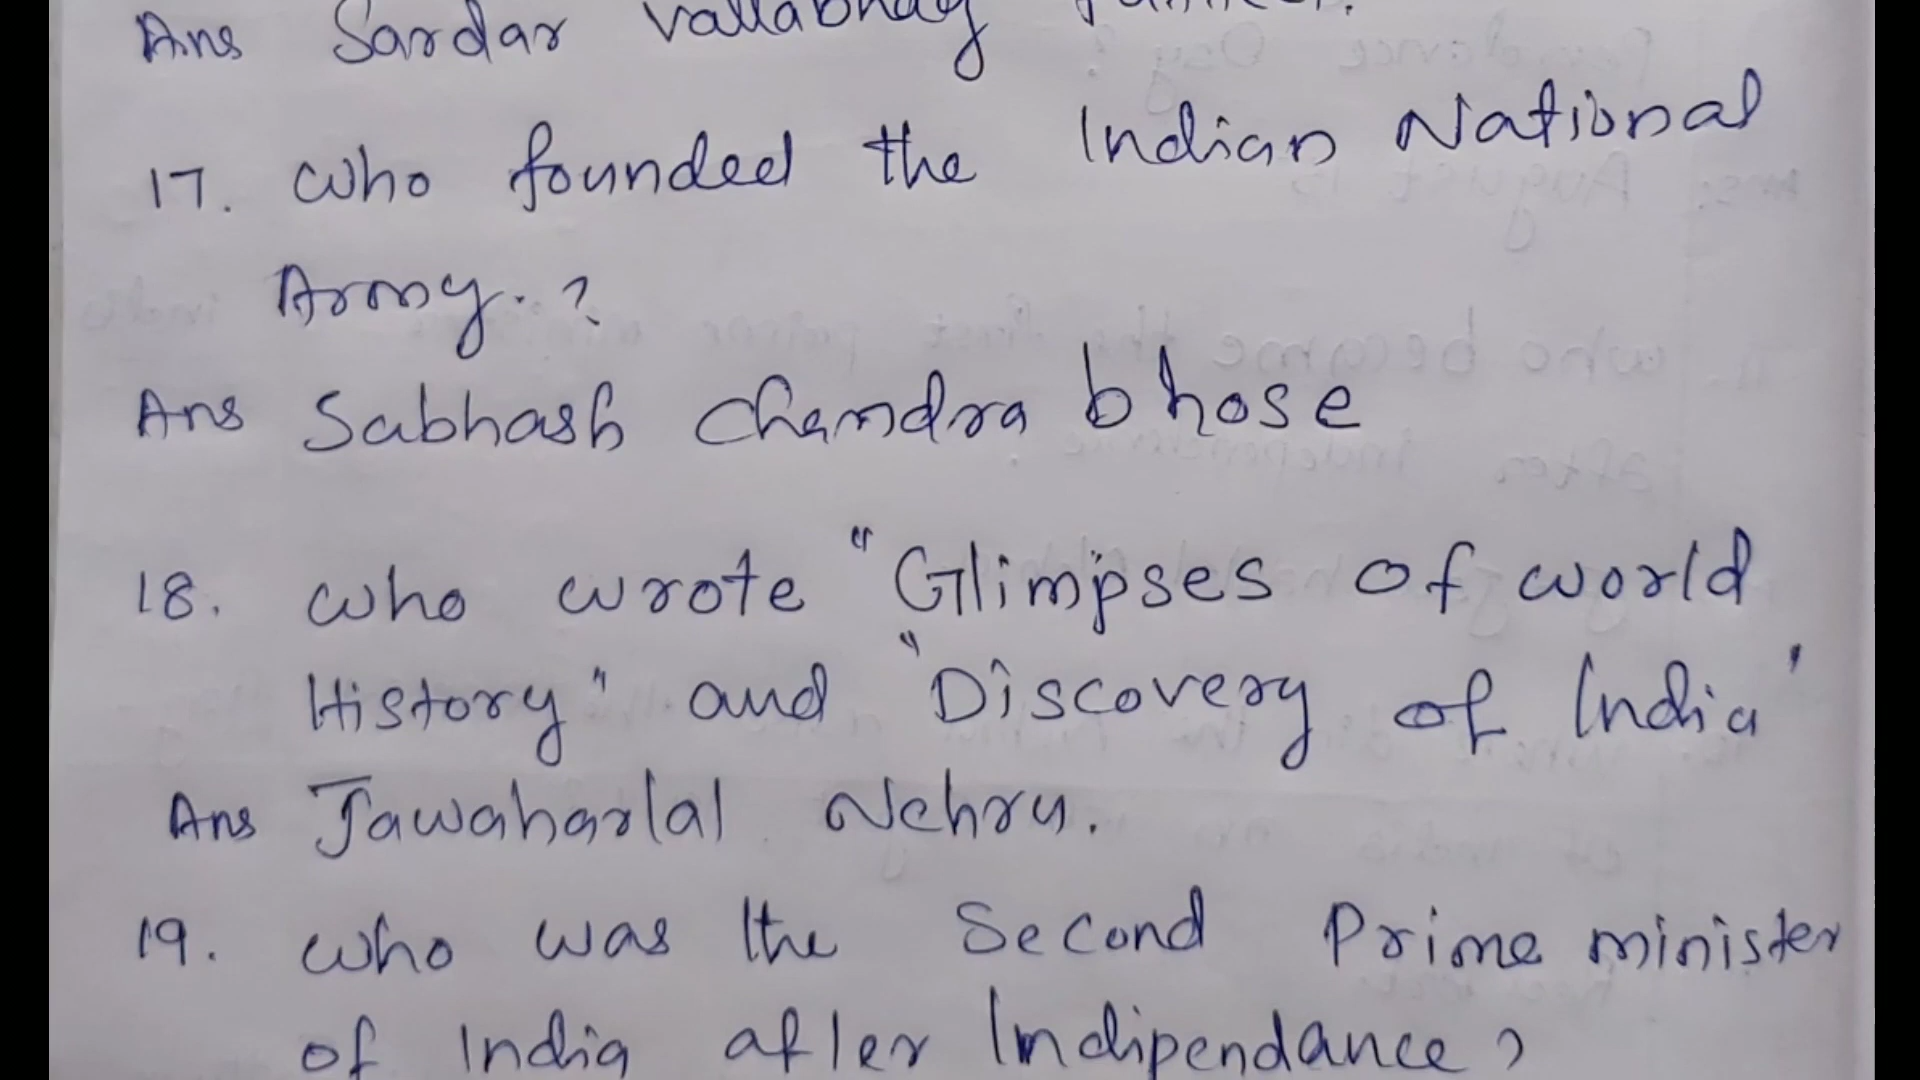 Ans Sardar Vallabhay
17. Who founded the Indian National
Army.?
Ans Sabhash Chandra bhose
18. Who wrote "Glimpses of world
History" and "Discovery of India'
Ans Jawaharlal Nehru.
19. Who was the Second Prime minister
of India after Indipendance?